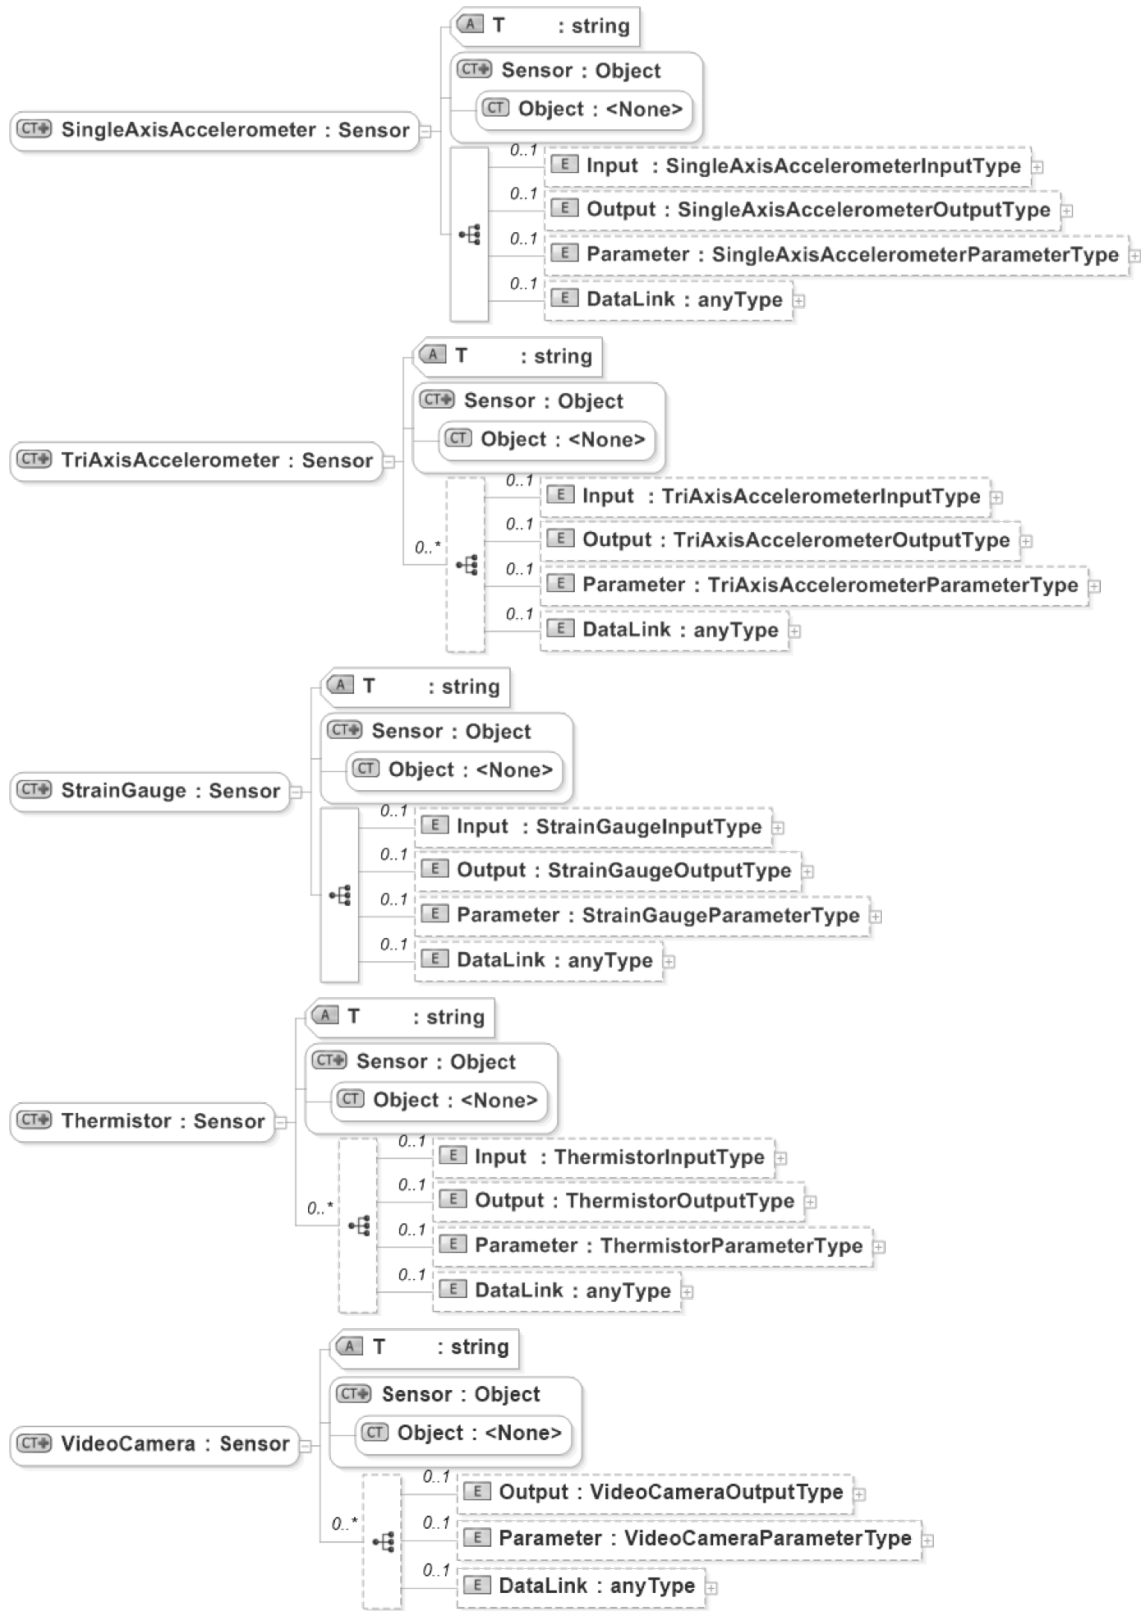 A T : string
CT+ Sensor : Object
CT Object : <None>
CT+ SingleAxisAccelerometer : Sensor
0..1 E Input : SingleAxisAccelerometerInputType
0..1 E Output : SingleAxisAccelerometerOutputType
0..1 E Parameter : SingleAxisAccelerometerParameterType
0..1 E DataLink : anyType
A T : string
CT+ Sensor : Object
CT Object : <None>
CT+ TriAxisAccelerometer : Sensor
0..*
0..1 E Input : TriAxisAccelerometerInputType
0..1 E Output : TriAxisAccelerometerOutputType
0..1 E Parameter : TriAxisAccelerometerParameterType
0..1 E DataLink : anyType
A T : string
CT+ Sensor : Object
CT Object : <None>
CT+ StrainGauge : Sensor
0..1 E Input : StrainGaugeInputType
0..1 E Output : StrainGaugeOutputType
0..1 E Parameter : StrainGaugeParameterType
0..1 E DataLink : anyType
A T : string
CT+ Sensor : Object
CT Object : <None>
CT+ Thermistor : Sensor
0..*
0..1 E Input : ThermistorInputType
0..1 E Output : ThermistorOutputType
0..1 E Parameter : ThermistorParameterType
0..1 E DataLink : anyType
A T : string
CT+ Sensor : Object
CT Object : <None>
CT+ VideoCamera : Sensor
0..*
0..1 E Output : VideoCameraOutputType
0..1 E Parameter : VideoCameraParameterType
0..1 E DataLink : anyType